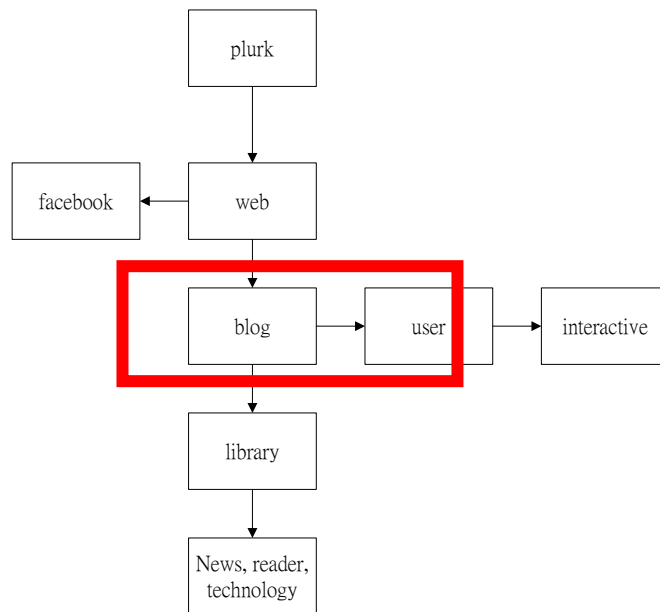 plurk
facebook
web
blog
user
interactive
library
News, reader,
technology